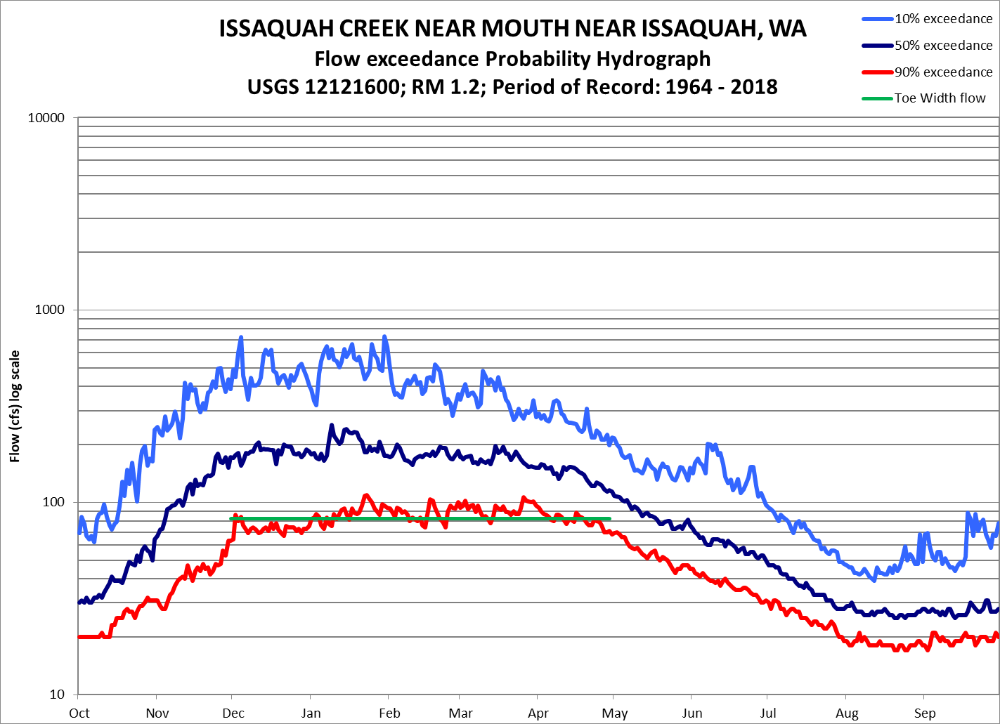 ISSAQUAH CREEK NEAR MOUTH NEAR ISSAQUAH, WA
Flow exceedance Probability Hydrograph
USGS 12121600; RM 1.2; Period of Record: 1964 - 2018
10% exceedance
50% exceedance
90% exceedance
Toe Width flow
Flow (cfs) log scale
10000
1000
100
10
Oct Nov Dec Jan Feb Mar Apr May Jun Jul Aug Sep